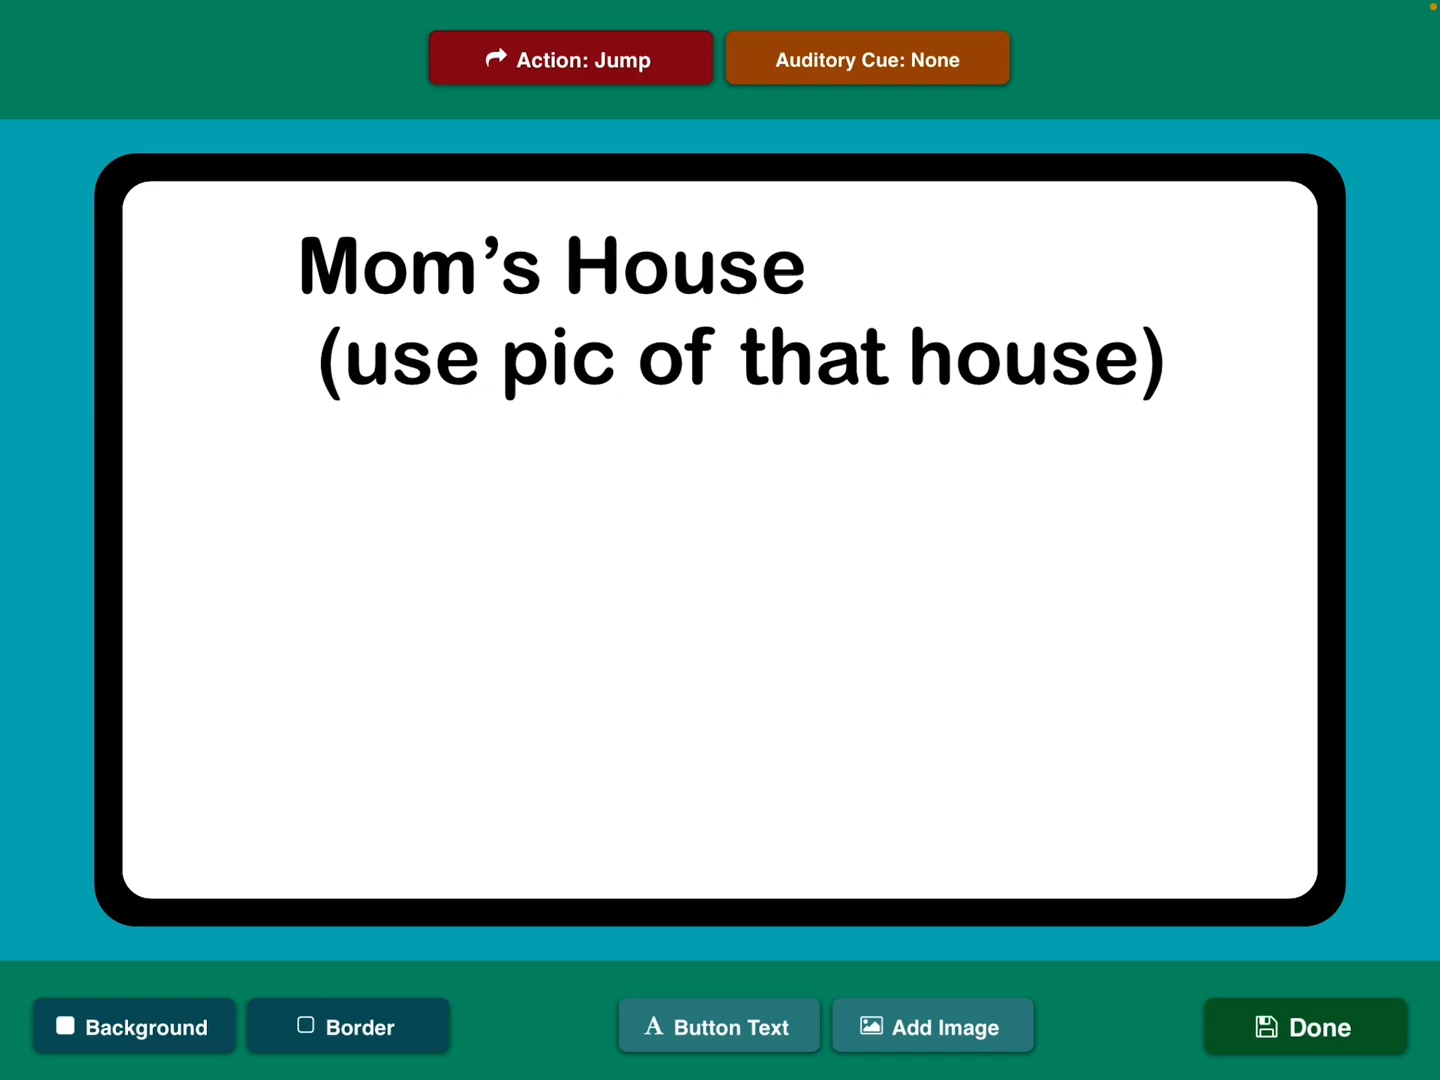 Action: Jump
Auditory Cue: None
Mom’s House
(use pic of that house)
Background
Border
A Button Text
Add Image
Done